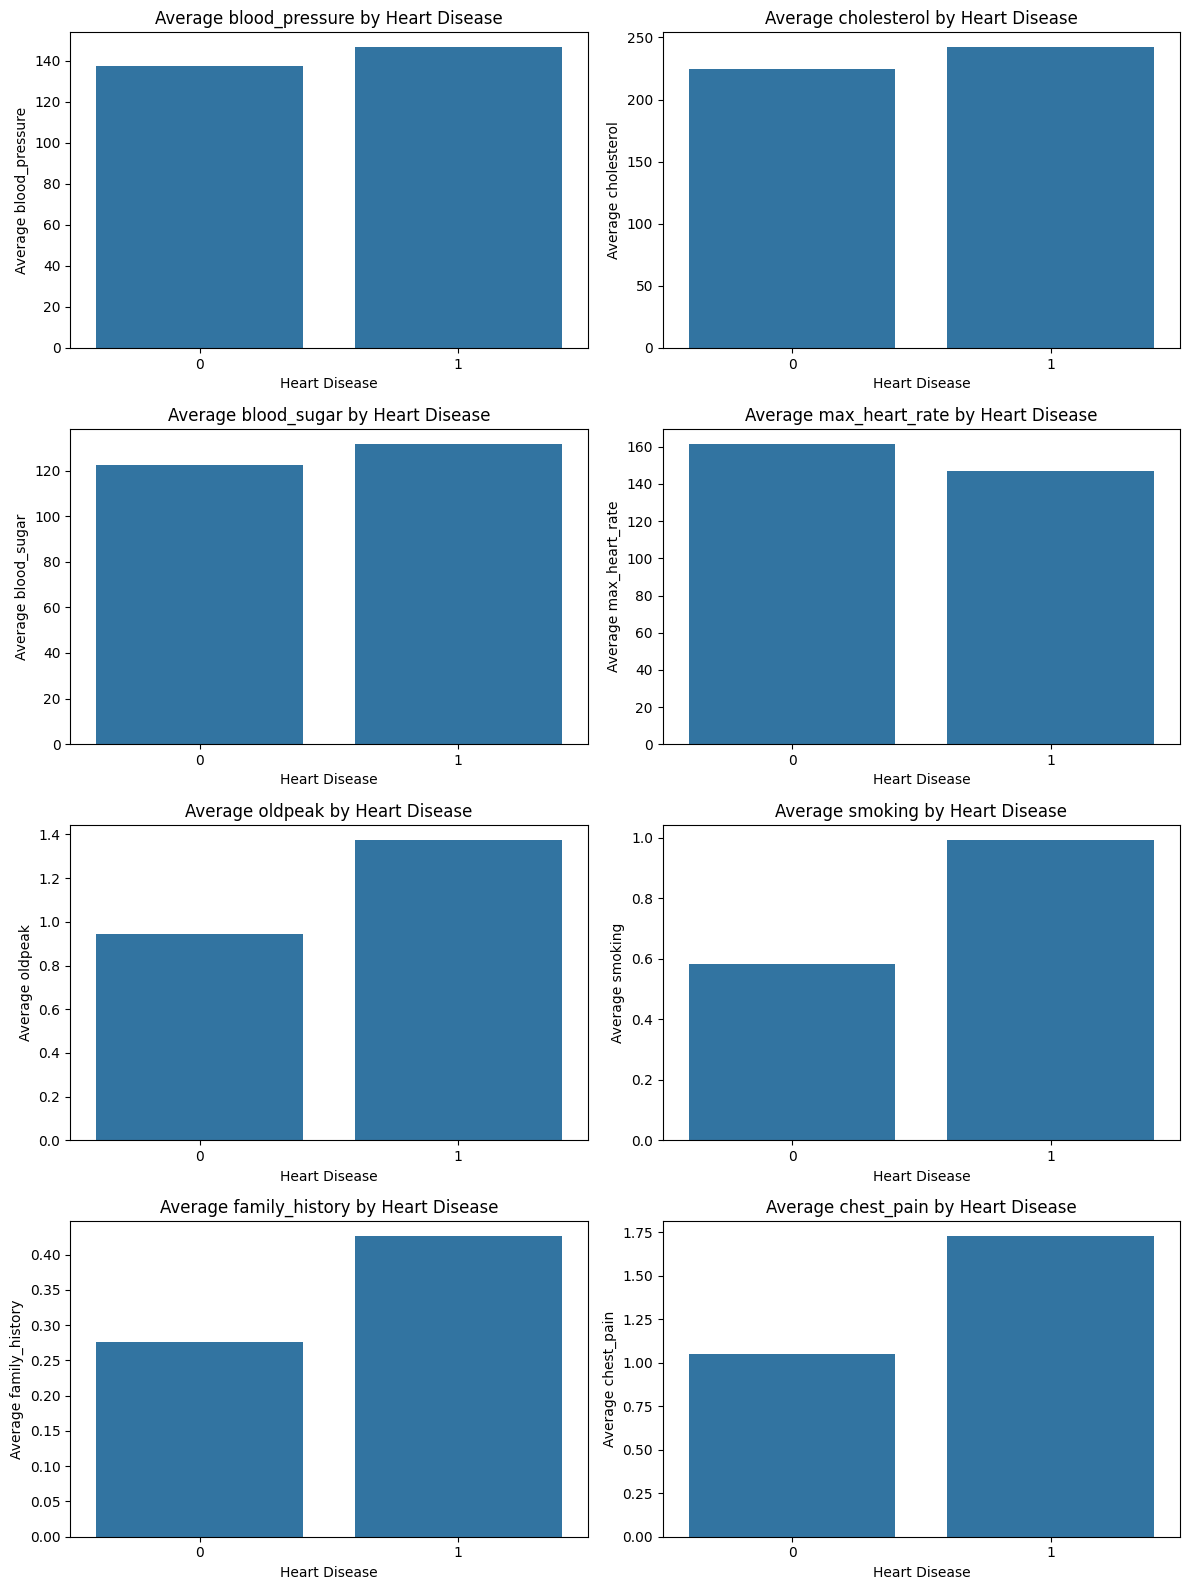 Average blood_pressure by Heart Disease
Average blood_pressure
140
120
100
80
60
40
20
0
0 1
Heart Disease
Average cholesterol by Heart Disease
Average cholesterol
250
200
150
100
50
0
0 1
Heart Disease
Average blood_sugar by Heart Disease
Average blood_sugar
120
100
80
60
40
20
0
0 1
Heart Disease
Average max_heart_rate by Heart Disease
Average max_heart_rate
160
140
120
100
80
60
40
20
0
0 1
Heart Disease
Average oldpeak by Heart Disease
Average oldpeak
1.4
1.2
1.0
0.8
0.6
0.4
0.2
0.0
0 1
Heart Disease
Average smoking by Heart Disease
Average smoking
1.0
0.8
0.6
0.4
0.2
0.0
0 1
Heart Disease
Average family_history by Heart Disease
Average family_history
0.40
0.35
0.30
0.25
0.20
0.15
0.10
0.05
0.00
0 1
Heart Disease
Average chest_pain by Heart Disease
Average chest_pain
1.75
1.50
1.25
1.00
0.75
0.50
0.25
0.00
0 1
Heart Disease